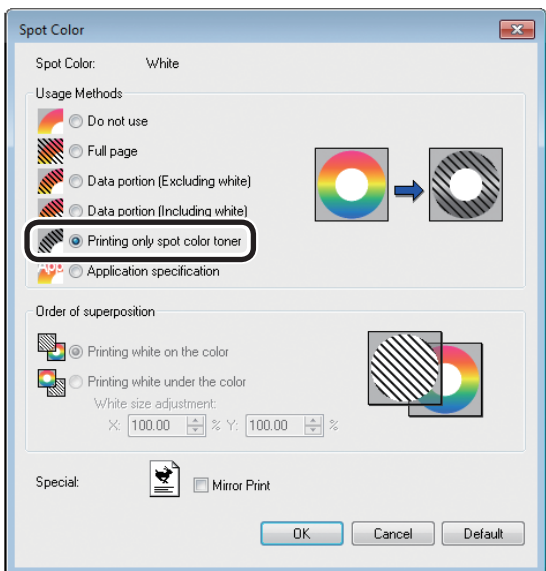 Spot Color
Spot Color: White
Usage Methods
Do not use
Full page
Data portion (Excluding white)
Data portion (Including white)
Printing only spot color toner
App
Application specification
Order of superposition
Printing white on the color
Printing white under the color
White size adjustment:
X: 100.00 % Y: 100.00 %
Special: Mirror Print
OK Cancel Default